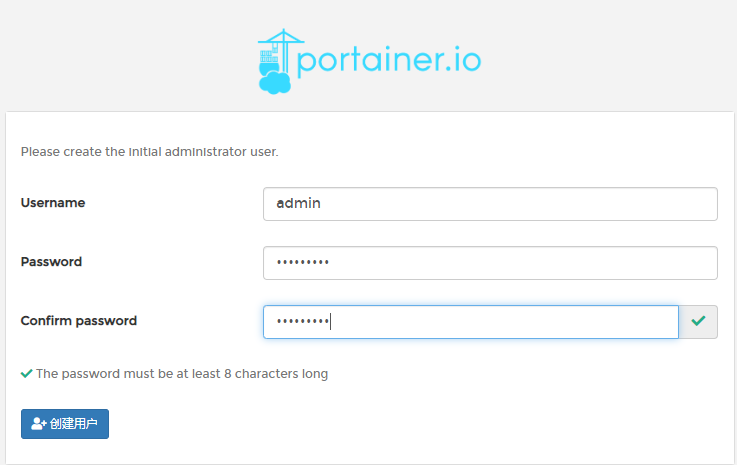 portainer.io
Please create the initial administrator user.
Username admin
Password •••••••••
Confirm password •••••••••
The password must be at least 8 characters long
创建用户